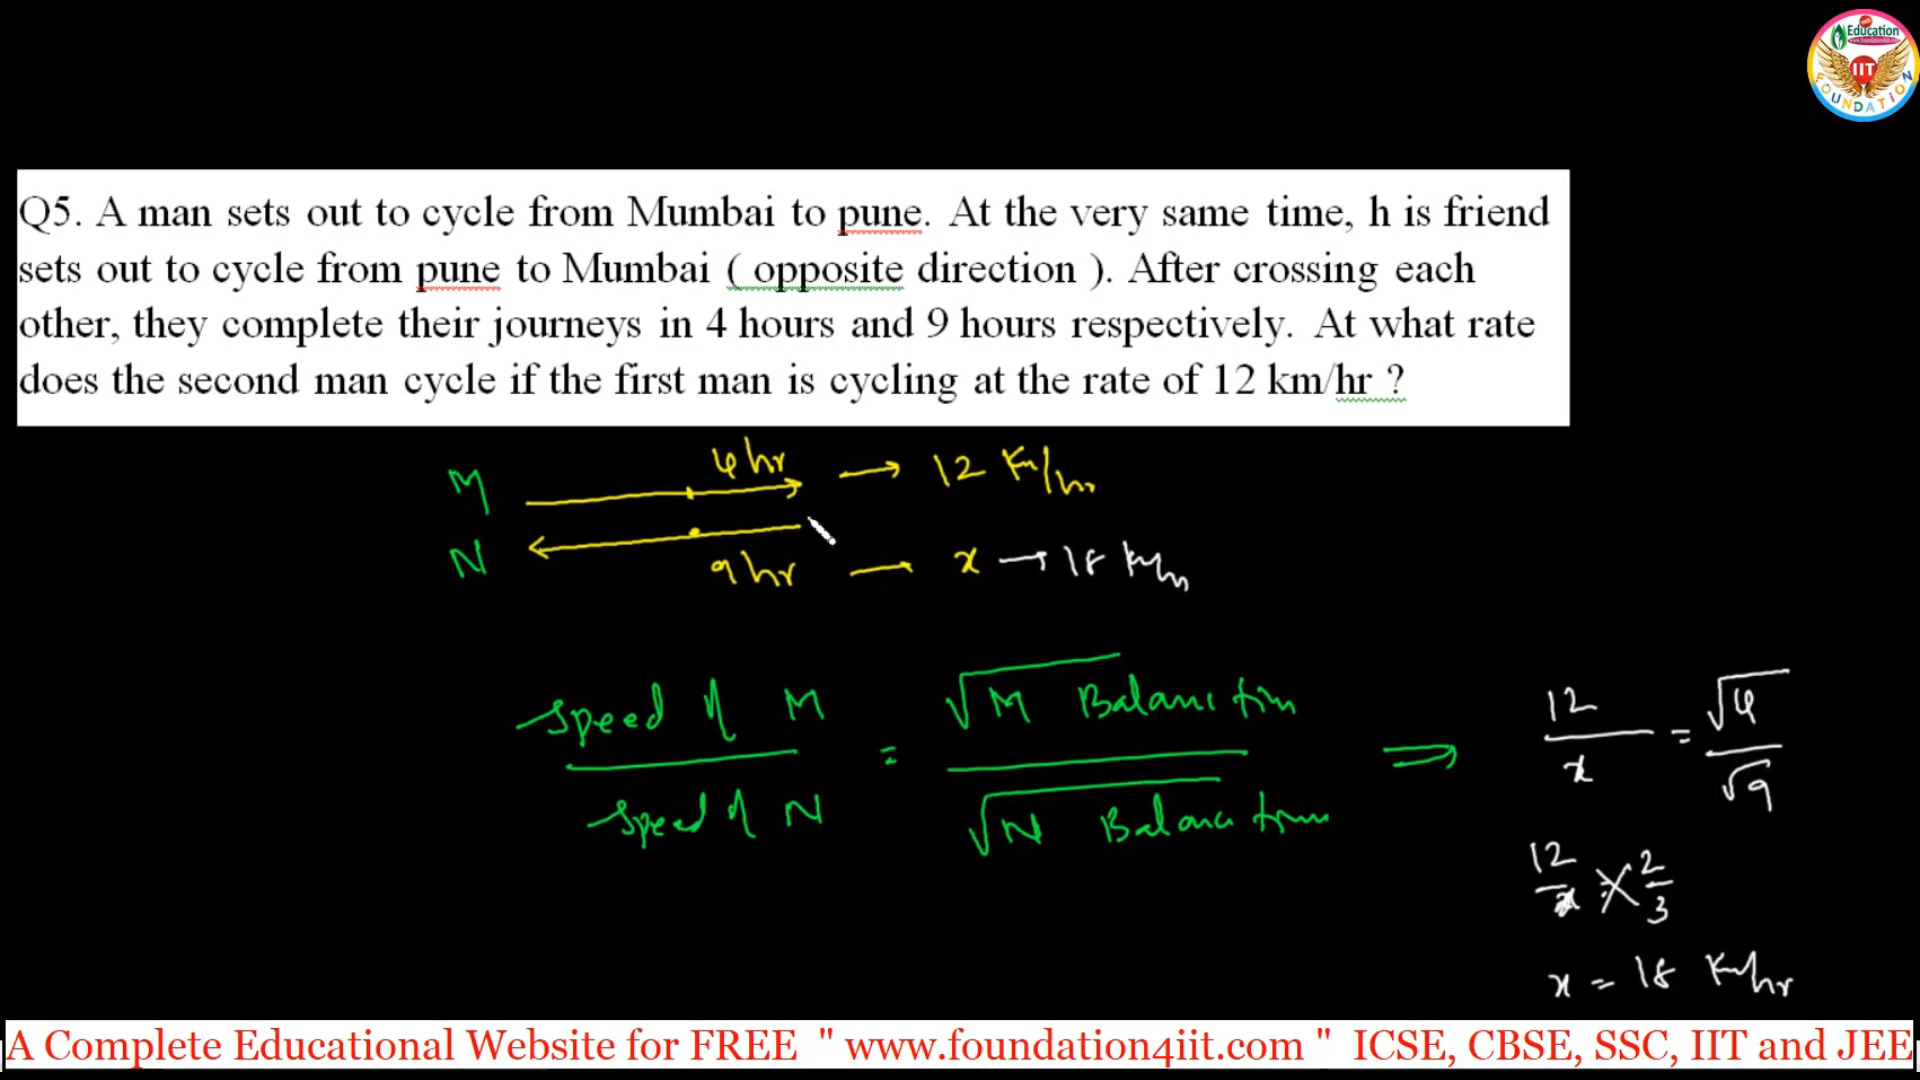 Education
IIT
FOUNDATION
Q5. A man sets out to cycle from Mumbai to pune. At the very same time, h is friend
sets out to cycle from pune to Mumbai ( opposite direction ). After crossing each
other, they complete their journeys in 4 hours and 9 hours respectively. At what rate
does the second man cycle if the first man is cycling at the rate of 12 km/hr ?
M 4 hr → 12 Km/hr
N 9 hr → x → 18 Km/hr
Speed of M / Speed of N = √M Balance time / √N Balance time ⇒ 12/x = √4/√9
12/x = 2/3
x = 18 Km/hr
A Complete Educational Website for FREE " www.foundation4iit.com " ICSE, CBSE, SSC, IIT and JEE